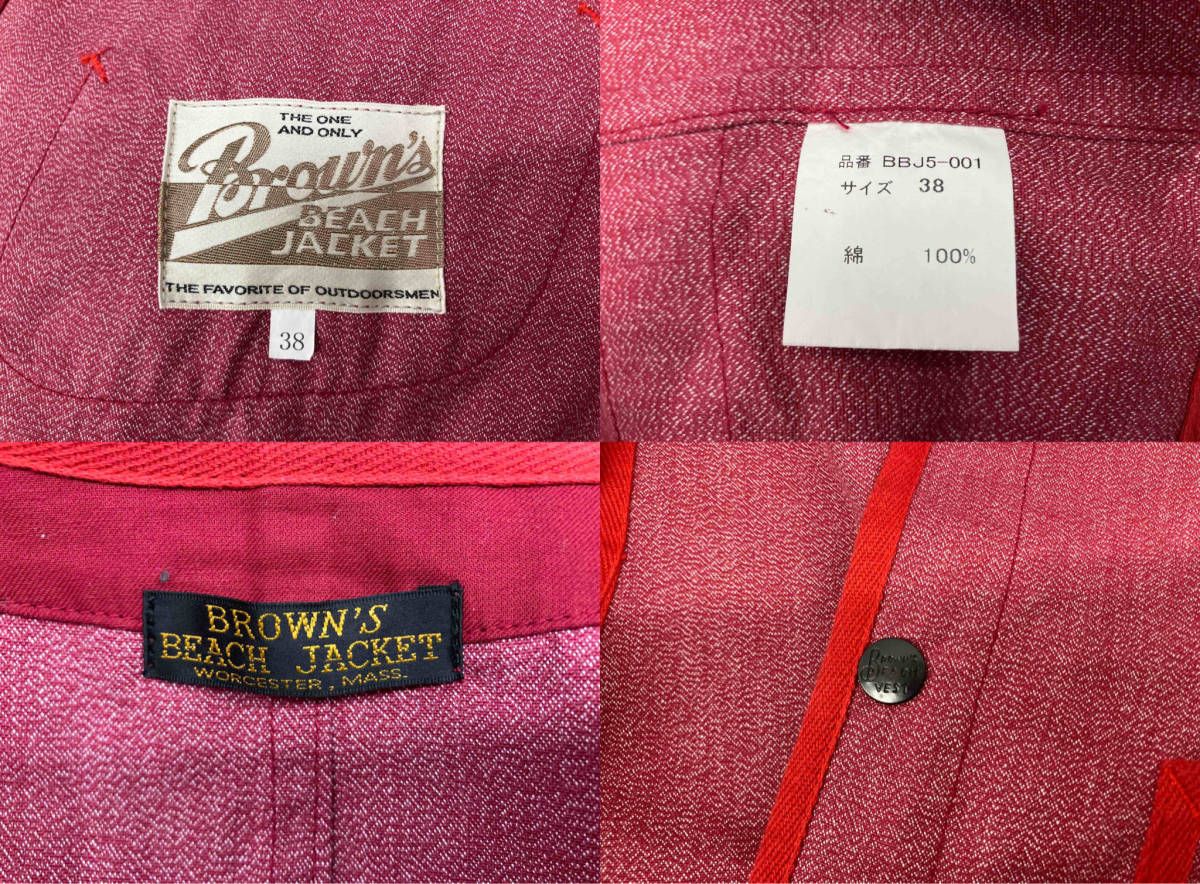 THE ONE
AND ONLY
Brown's
BEACH
JACKET
THE FAVORITE OF OUTDOORSMEN
38
品番 BBJ5-001
サイズ 38
綿 100%
BROWN'S
BEACH JACKET
WORCESTER, MASS.
Brown's
BEACH
VEST